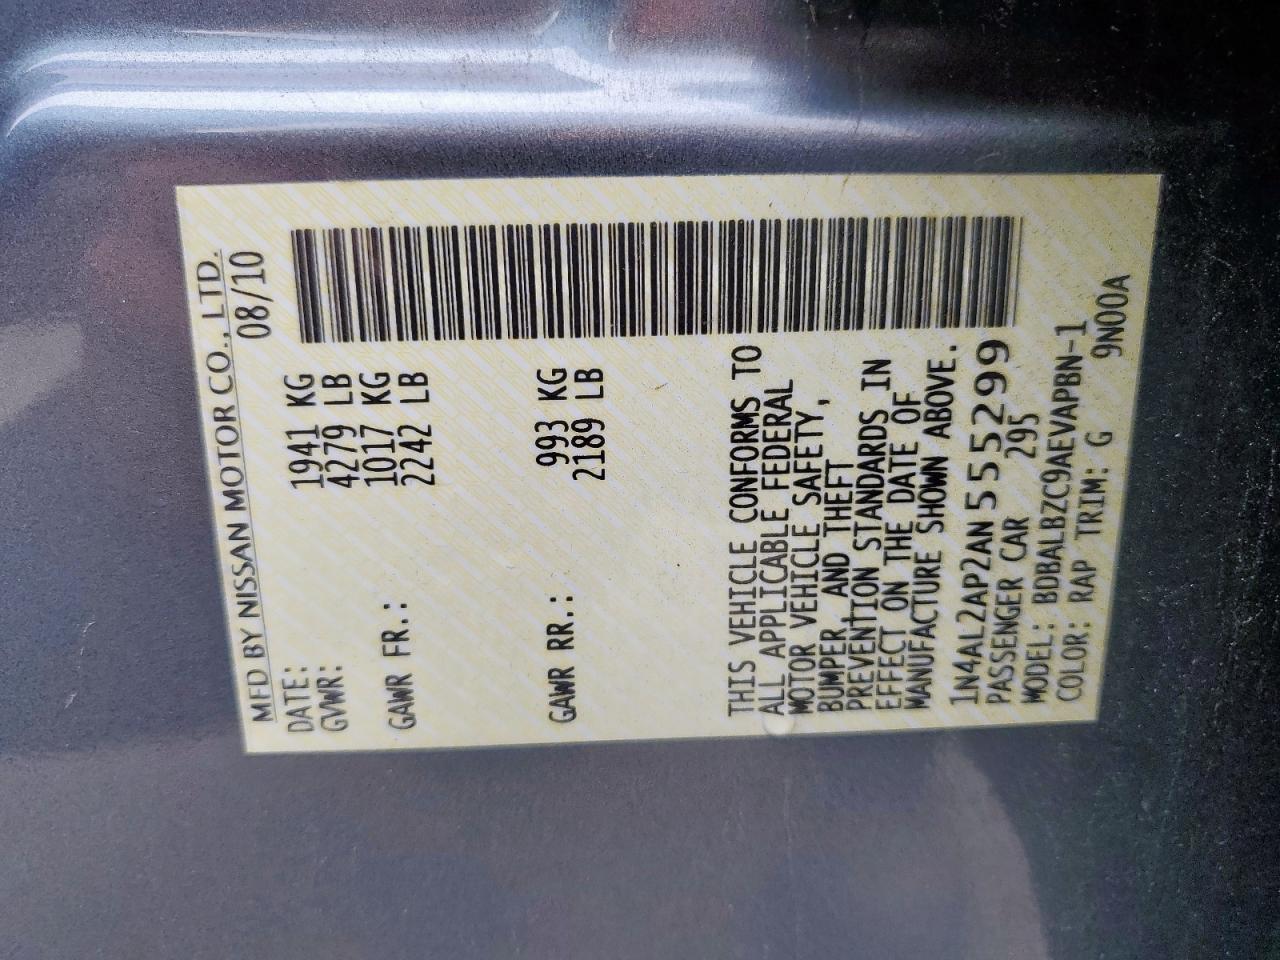 MFD BY NISSAN MOTOR CO., LTD.
DATE: 08/10
GVWR: 1941 KG
4279 LB
GAWR FR.: 1017 KG
2242 LB
GAWR RR.: 993 KG
2189 LB
THIS VEHICLE CONFORMS TO
ALL APPLICABLE FEDERAL
MOTOR VEHICLE SAFETY,
BUMPER, AND THEFT
PREVENTION STANDARDS IN
EFFECT ON THE DATE OF
MANUFACTURE SHOWN ABOVE.
1N4AL2AP2AN555299
PASSENGER CAR 295
MODEL: BDBALBZC9AEVAPBN-1
COLOR: RAP TRIM: G 9N00A